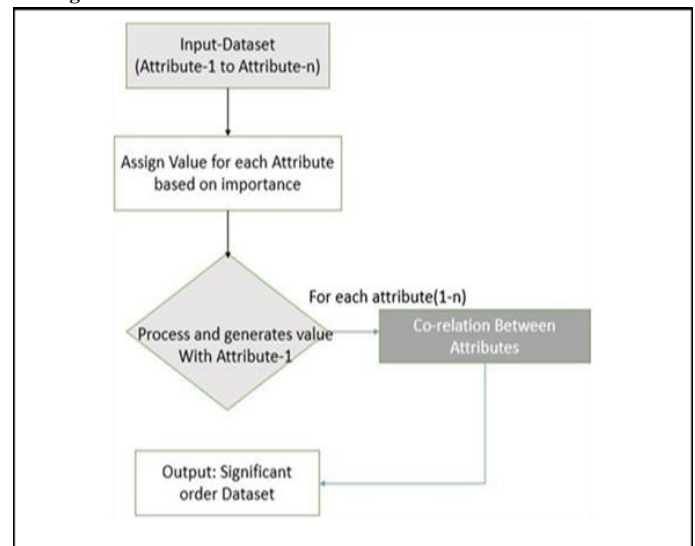 Input-Dataset
(Attribute-1 to Attribute-n)
Assign Value for each Attribute
based on importance
For each attribute(1-n)
Process and generates value
With Attribute-1
Co-relation Between
Attributes
Output: Significant
order Dataset